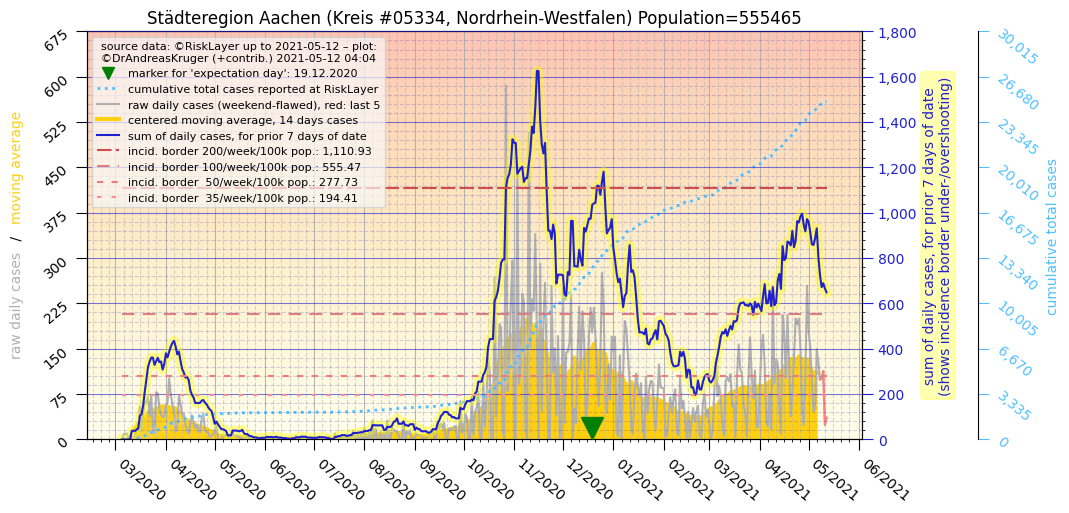 Städteregion Aachen (Kreis #05334, Nordrhein-Westfalen) Population=555465
source data: ©RiskLayer up to 2021-05-12 – plot:
©DrAndreasKruger (+contrib.) 2021-05-12 04:04
marker for 'expectation day': 19.12.2020
cumulative total cases reported at RiskLayer
raw daily cases (weekend-flawed), red: last 5
centered moving average, 14 days cases
sum of daily cases, for prior 7 days of date
incid. border 200/week/100k pop.: 1,110.93
incid. border 100/week/100k pop.: 555.47
incid. border  50/week/100k pop.: 277.73
incid. border  35/week/100k pop.: 194.41
raw daily cases / moving average
675
600
525
450
375
300
225
150
75
0
1,800
1,600
1,400
1,200
1,000
800
600
400
200
0
sum of daily cases, for prior 7 days of date
(shows incidence border under-/overshooting)
30,015
26,680
23,345
20,010
16,675
13,340
10,005
6,670
3,335
0
cumulative total cases
03/2020
04/2020
05/2020
06/2020
07/2020
08/2020
09/2020
10/2020
11/2020
12/2020
01/2021
02/2021
03/2021
04/2021
05/2021
06/2021